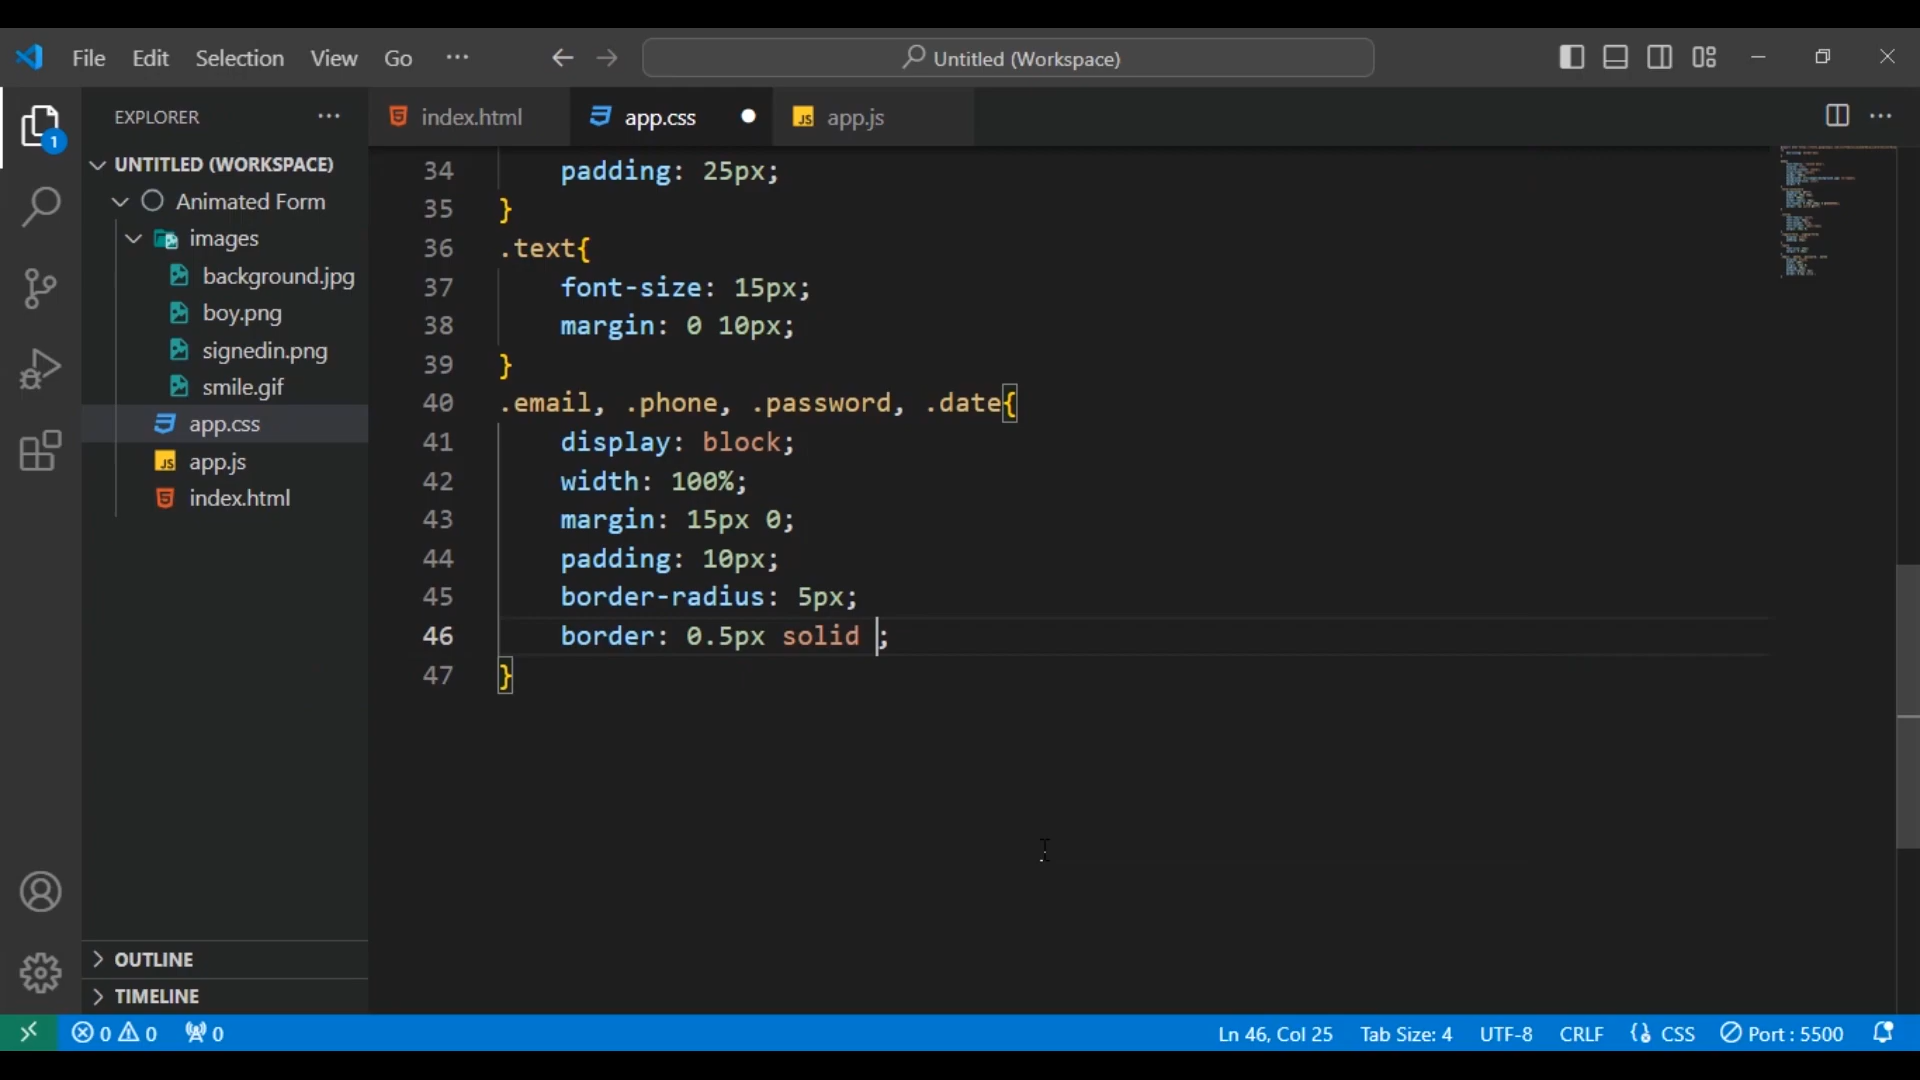 File Edit Selection View Go ··· Untitled (Workspace)
EXPLORER ···
1
UNTITLED (WORKSPACE)
Animated Form
images
background.jpg
boy.png
signedin.png
smile.gif
app.css
JS app.js
index.html
OUTLINE
TIMELINE
index.html app.css JS app.js
34 padding: 25px;
35 }
36 .text{
37 font-size: 15px;
38 margin: 0 10px;
39 }
40 .email, .phone, .password, .date{
41 display: block;
42 width: 100%;
43 margin: 15px 0;
44 padding: 10px;
45 border-radius: 5px;
46 border: 0.5px solid ;
47 }
0 0 0 Ln 46, Col 25 Tab Size: 4 UTF-8 CRLF CSS Port : 5500